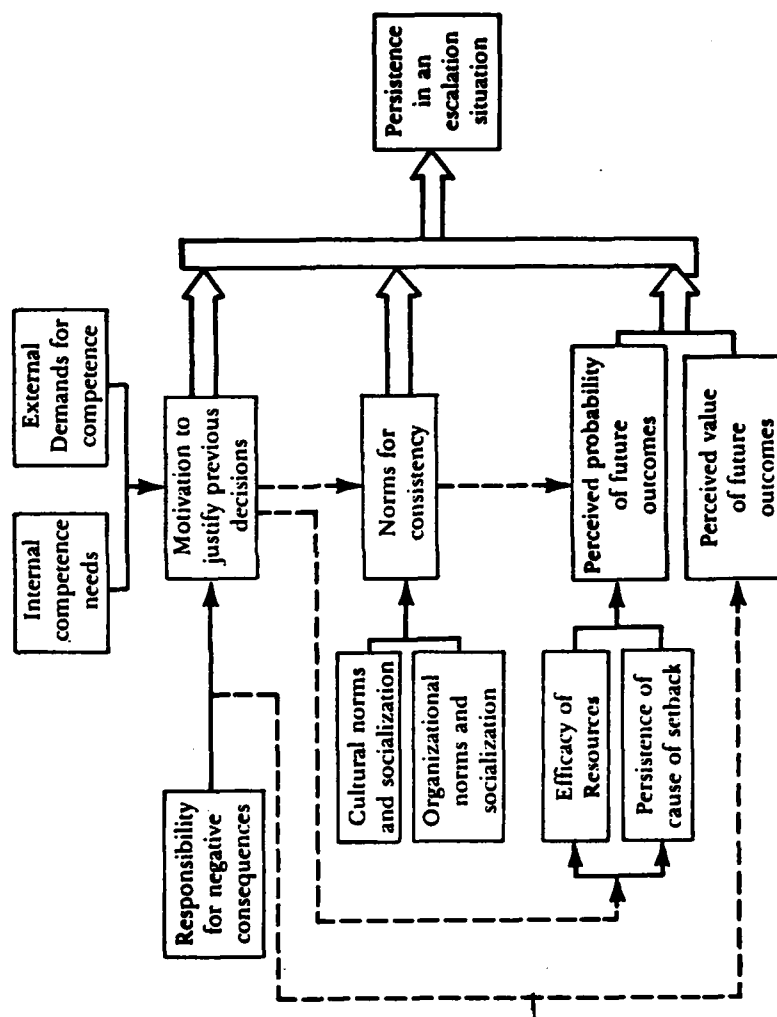 Internal
competence
needs
External
Demands for
competence
Responsibility
for negative
consequences
Motivation to
justify previous
decisions
Cultural norms
and socialization
Organizational
norms and
socialization
Norms for
consistency
Efficacy of
Resources
Persistence of
cause of setback
Perceived probability
of future
outcomes
Perceived value
of future
outcomes
Persistence
in an
escalation
situation